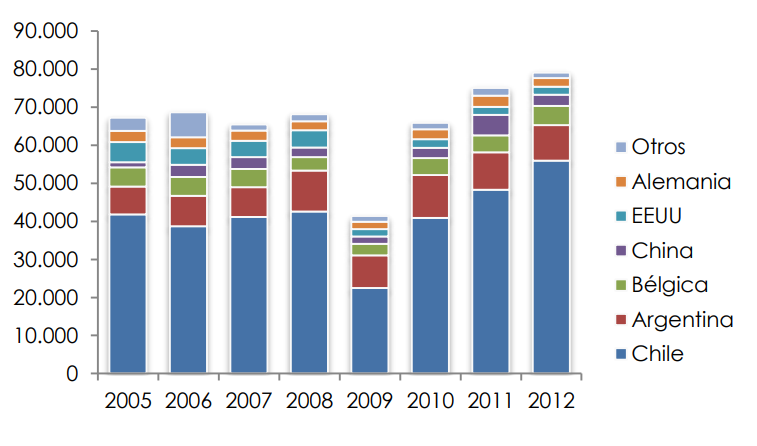 90.000
80.000
70.000
60.000
50.000
40.000
30.000
20.000
10.000
0
2005 2006 2007 2008 2009 2010 2011 2012
Otros
Alemania
EEUU
China
Bélgica
Argentina
Chile